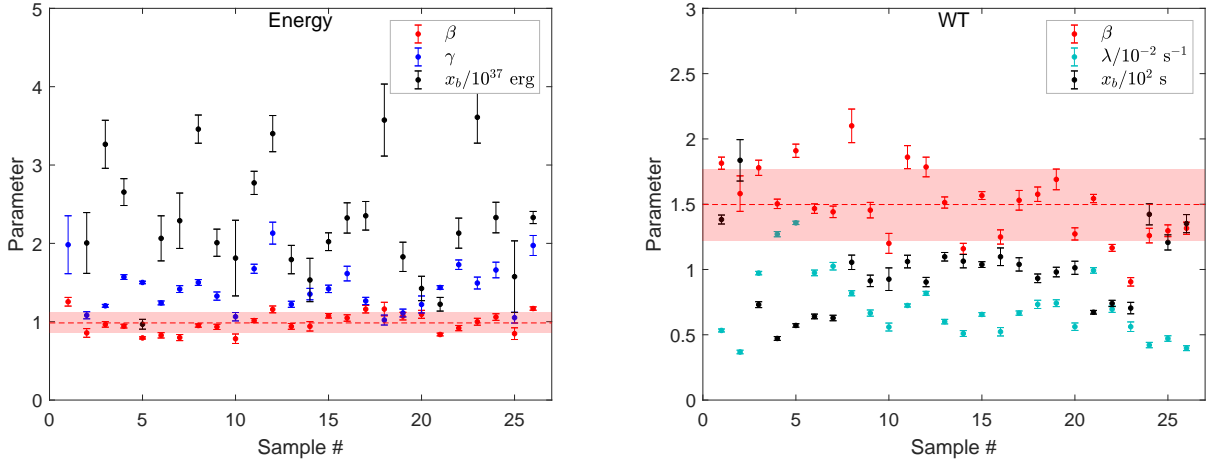 Energy
β
γ
x_b/10^37 erg
5
4
3
2
1
0
Parameter
0 5 10 15 20 25
Sample #
WT
β
λ/10^-2 s^-1
x_b/10^2 s
3
2.5
2
1.5
1
0.5
0
Parameter
0 5 10 15 20 25
Sample #